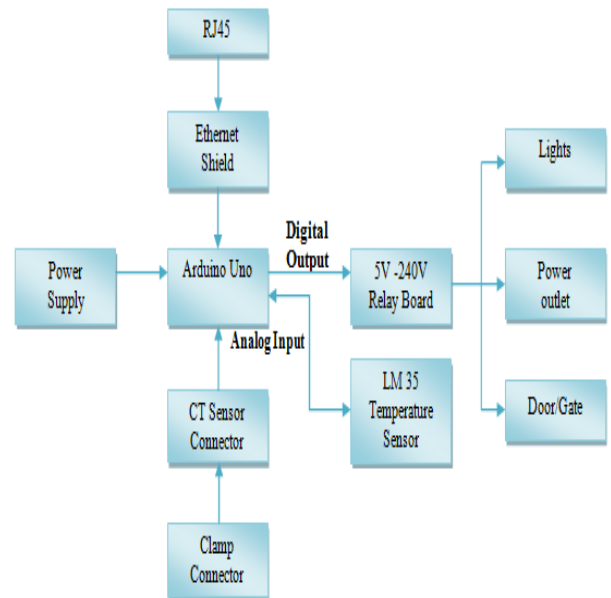 RJ45
Ethernet
Shield
Lights
Digital
Output
Power
Supply
Arduino Uno
5V -240V
Relay Board
Power
outlet
Analog Input
CT Sensor
Connector
LM 35
Temperature
Sensor
Door/Gate
Clamp
Connector